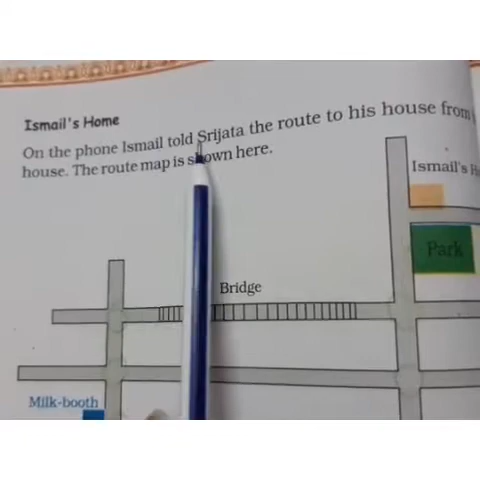 Ismail's Home
On the phone Ismail told Srijata the route to his house from
house. The route map is shown here.
Ismail's
Park
Bridge
Milk-booth